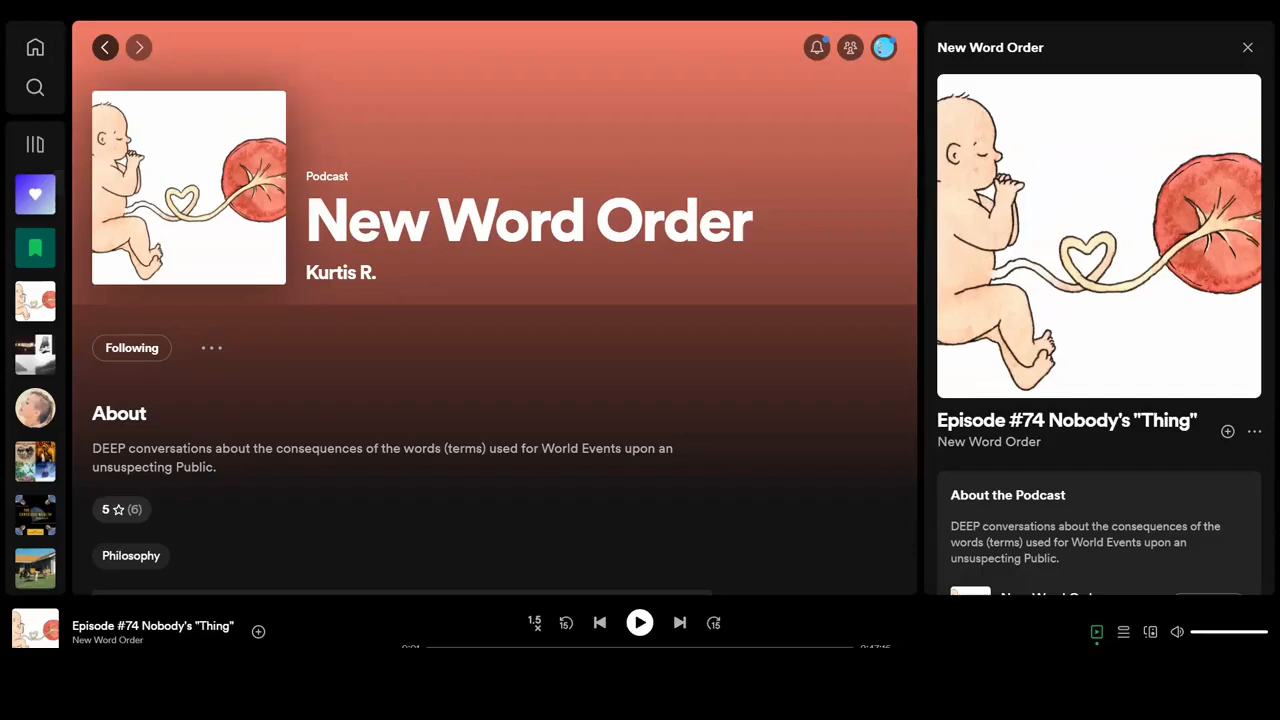 Podcast
New Word Order
Kurtis R.
Following
About
DEEP conversations about the consequences of the words (terms) used for World Events upon an
unsuspecting Public.
5 ☆ (6)
Philosophy
New Word Order
Episode #74 Nobody's "Thing"
New Word Order
About the Podcast
DEEP conversations about the consequences of the
words (terms) used for World Events upon an
unsuspecting Public.
Episode #74 Nobody's "Thing"
New Word Order
1.5
x
15
15